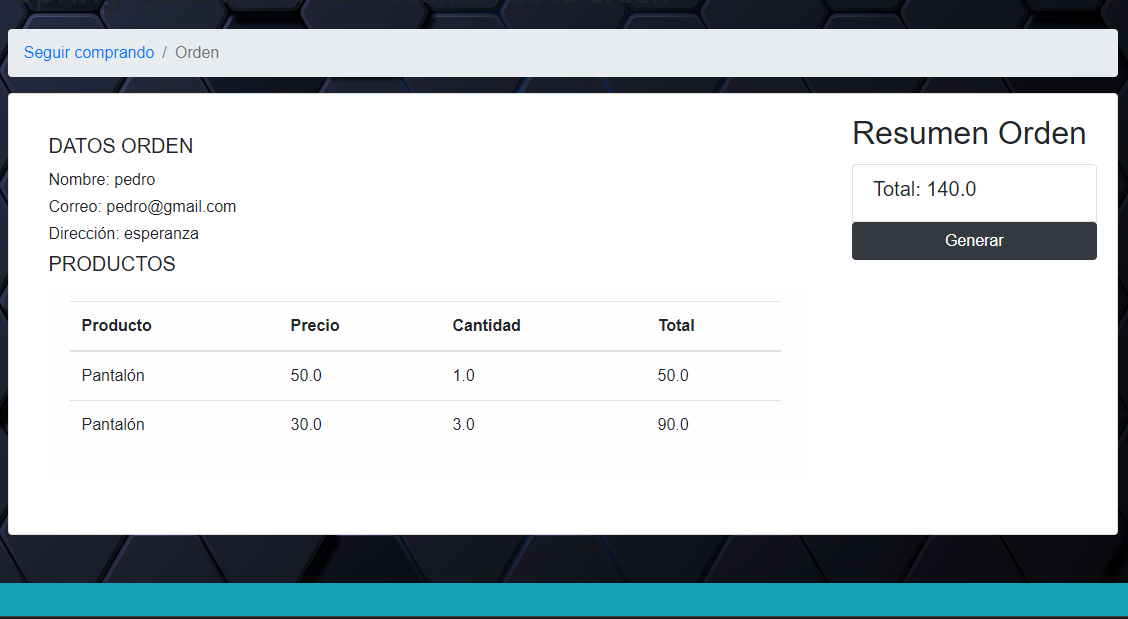 Seguir comprando / Orden
DATOS ORDEN
Nombre: pedro
Correo: pedro@gmail.com
Dirección: esperanza
PRODUCTOS
Producto Precio Cantidad Total
Pantalón 50.0 1.0 50.0
Pantalón 30.0 3.0 90.0
Resumen Orden
Total: 140.0
Generar